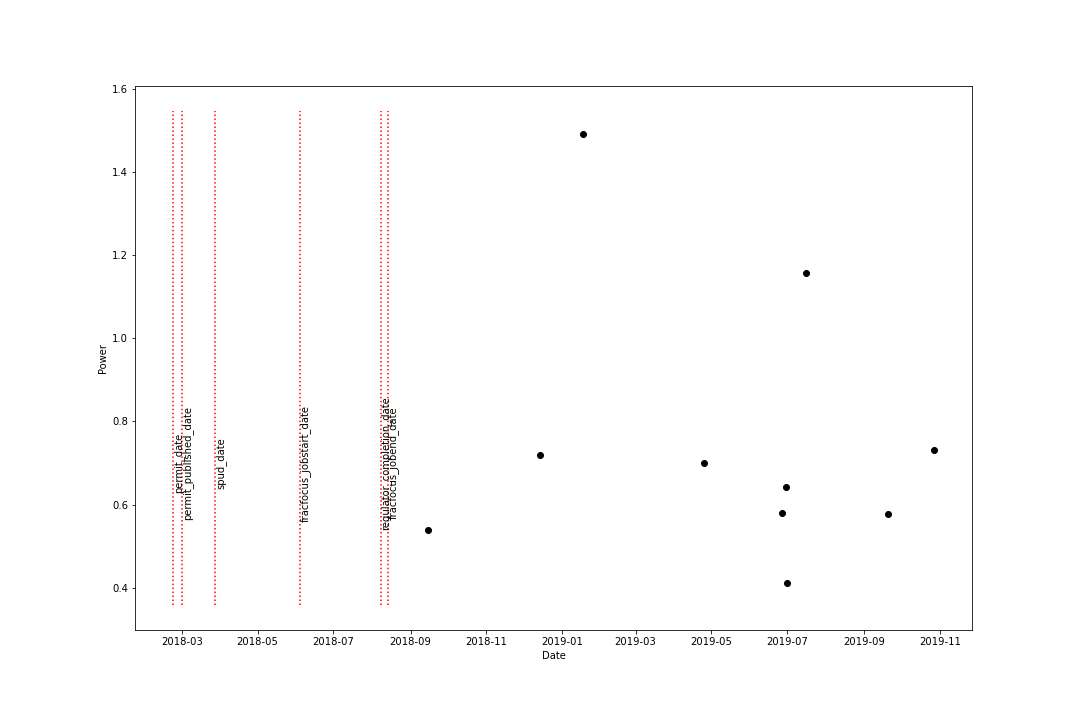 1.6
1.4
1.2
1.0
0.8
0.6
0.4
Power
permit_date
permit_published_date
spud_date
fracfocus_jobstart_date
regulator_completion_date
fracfocus_jobend_date
2018-03
2018-05
2018-07
2018-09
2018-11
2019-01
2019-03
2019-05
2019-07
2019-09
2019-11
Date